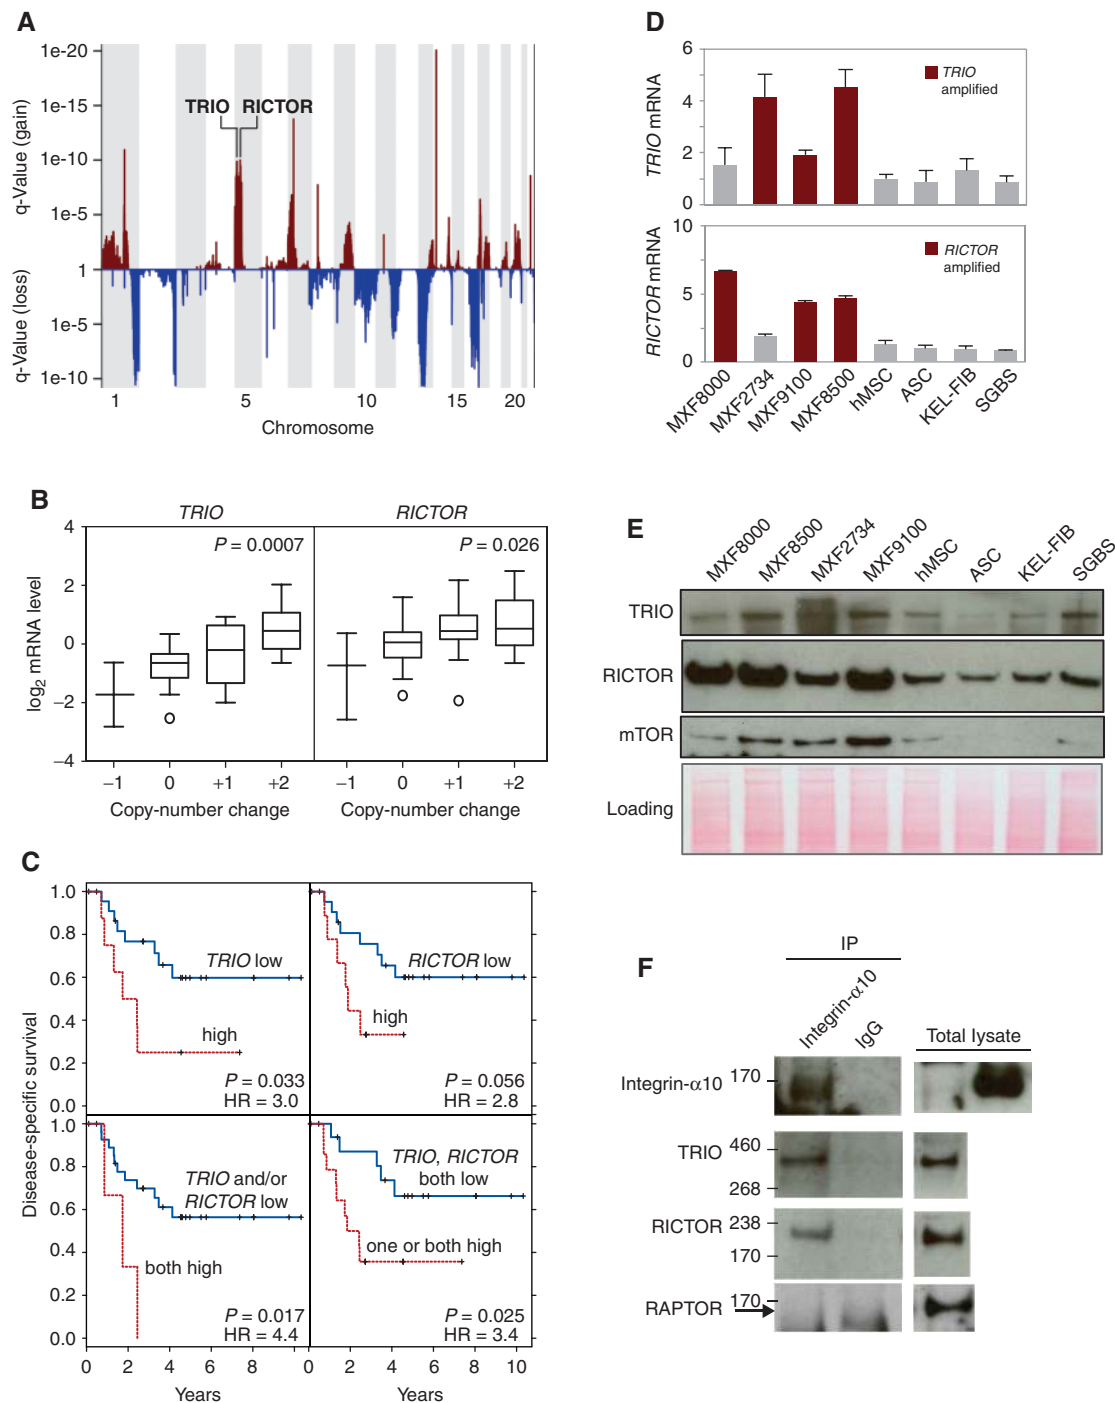 A
q-Value (gain)
q-Value (loss)
1e-20
1e-15
1e-10
1e-5
1
1e-5
1e-10
TRIO RICTOR
1 5 10 15 20
Chromosome
B
TRIO RICTOR
P = 0.0007 P = 0.026
log2 mRNA level
4
2
0
−2
−4
−1 0 +1 +2 −1 0 +1 +2
Copy-number change Copy-number change
C
Disease-specific survival
1.0
0.8
0.6
0.4
0.2
0.0
TRIO low
high
P = 0.033
HR = 3.0
RICTOR low
high
P = 0.056
HR = 2.8
1.0
0.8
0.6
0.4
0.2
0.0
TRIO and/or
RICTOR low
both high
P = 0.017
HR = 4.4
TRIO, RICTOR
both low
one or both high
P = 0.025
HR = 3.4
0 2 4 6 8 0 2 4 6 8 10
Years Years
D
TRIO mRNA
6
4
2
0
TRIO
amplified
RICTOR mRNA
10
5
0
RICTOR
amplified
MXF8000 MXF2734 MXF9100 MXF8500 hMSC ASC KEL-FIB SGBS
E
MXF8000 MXF8500 MXF2734 MXF9100 hMSC ASC KEL-FIB SGBS
TRIO
RICTOR
mTOR
Loading
F
IP
Integrin-α10 IgG Total lysate
Integrin-α10 170
TRIO 460
268
RICTOR 238
170
RAPTOR 170